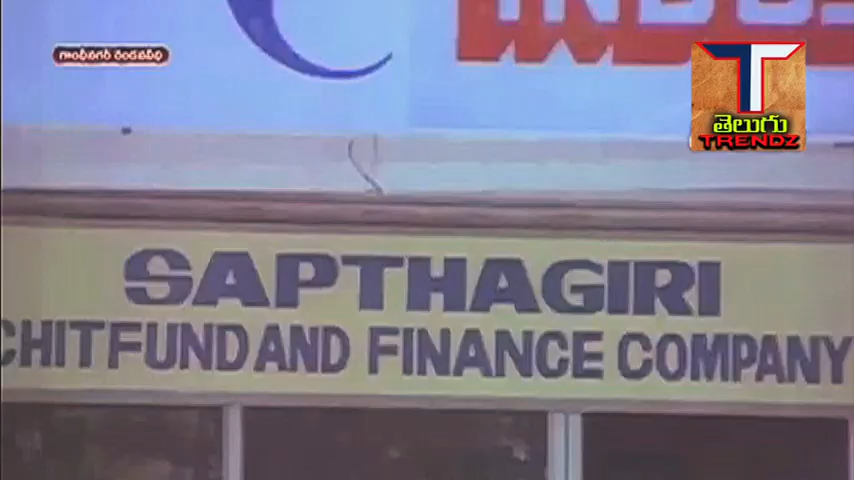 గాంధీనగర్ రెండవవీధి
T
తెలుగు
TRENDZ
SAPTHAGIRI
CHITFUND AND FINANCE COMPANY